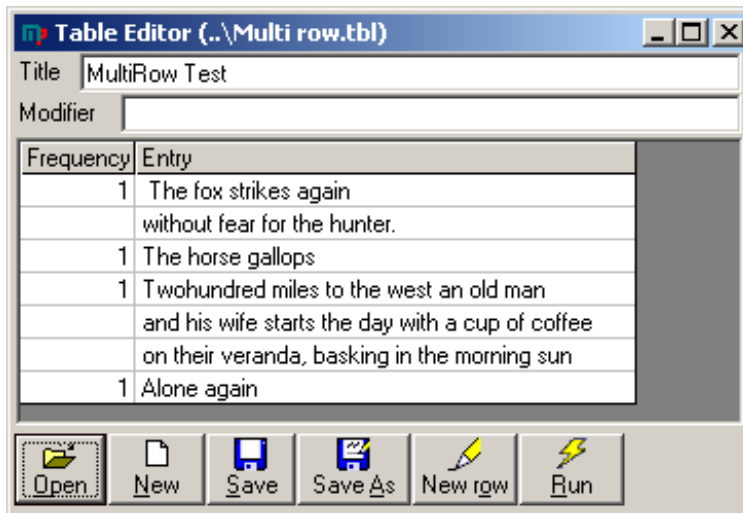 Table Editor (..\Multi row.tbl)
Title MultiRow Test
Modifier
Frequency Entry
1 The fox strikes again
without fear for the hunter.
1 The horse gallops
1 Twohundred miles to the west an old man
and his wife starts the day with a cup of coffee
on their veranda, basking in the morning sun
1 Alone again
Open New Save Save As New row Run